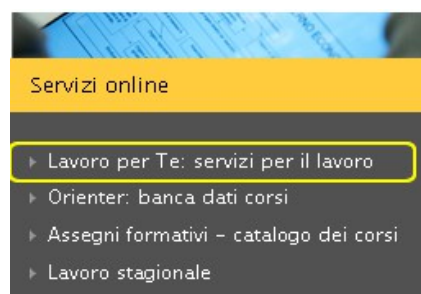 Servizi online
Lavoro per Te: servizi per il lavoro
Orienter: banca dati corsi
Assegni formativi – catalogo dei corsi
Lavoro stagionale